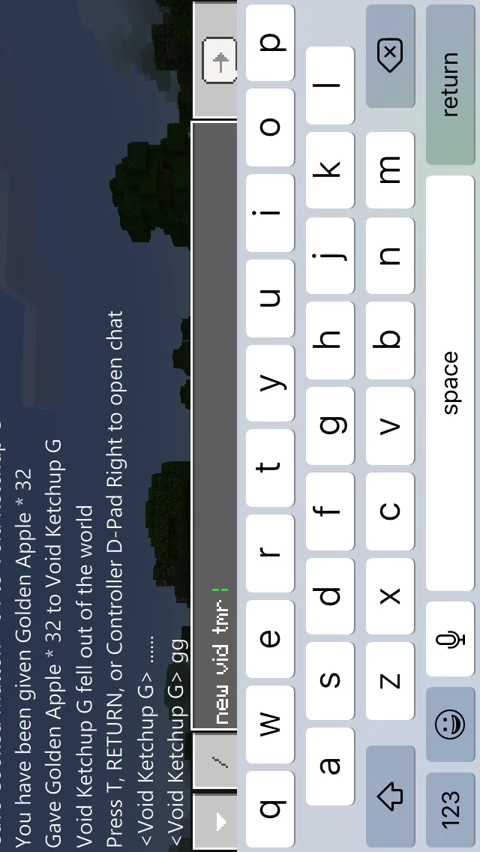 You have been given Golden Apple * 32
Gave Golden Apple * 32 to Void Ketchup G
Void Ketchup G fell out of the world
Press T, RETURN, or Controller D-Pad Right to open chat
<Void Ketchup G> ......
<Void Ketchup G> gg
/ new vid tmr
q w e r t y u i o p
a s d f g h j k l
z x c v b n m
123 space return